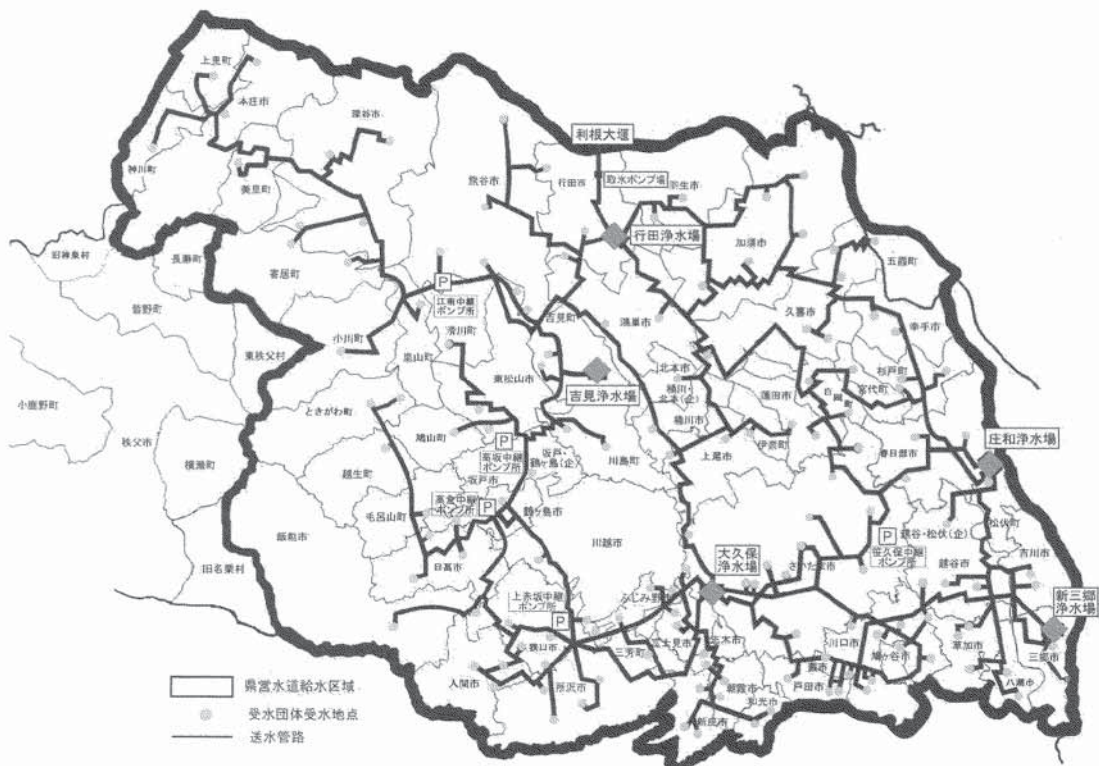 上里町
本庄市
深谷市
神川町
美里町
熊谷市
行田市
利根大堰
取水ポンプ場
行田浄水場
加須市
五霞町
旧神泉村
長瀞町
皆野町
寄居町
P
江南中継
ポンプ所
小川町
嵐山町
滑川町
吉見町
鴻巣市
久喜市
幸手市
東秩父村
小鹿野町
秩父市
横瀬町
ときがわ町
東松山市
吉見浄水場
北本市
桶川・
北本(企)
桶川市
蓮田市
白岡町
宮代町
杉戸町
鳩山町
P
高坂中継
ポンプ所
坂戸・
鶴ヶ島(企)
川島町
上尾市
伊奈町
春日部市
庄和浄水場
越生町
坂戸市
毛呂山町
高倉中継
ポンプ所
P
鶴ヶ島市
飯能市
旧名栗村
日高市
川越市
大久保
浄水場
さいたま市
P
笹久保中継
ポンプ所
越谷・松伏(企)
松伏町
越谷市
吉川市
新三郷
浄水場
上赤坂中継
ポンプ所
P
ふじみ野市
狭山市
入間市
所沢市
三芳町
富士見市
志木市
朝霞市
和光市
新座市
戸田市
蕨市
川口市
鳩ヶ谷市
草加市
八潮市
三郷市
県営水道給水区域
受水団体受水地点
送水管路